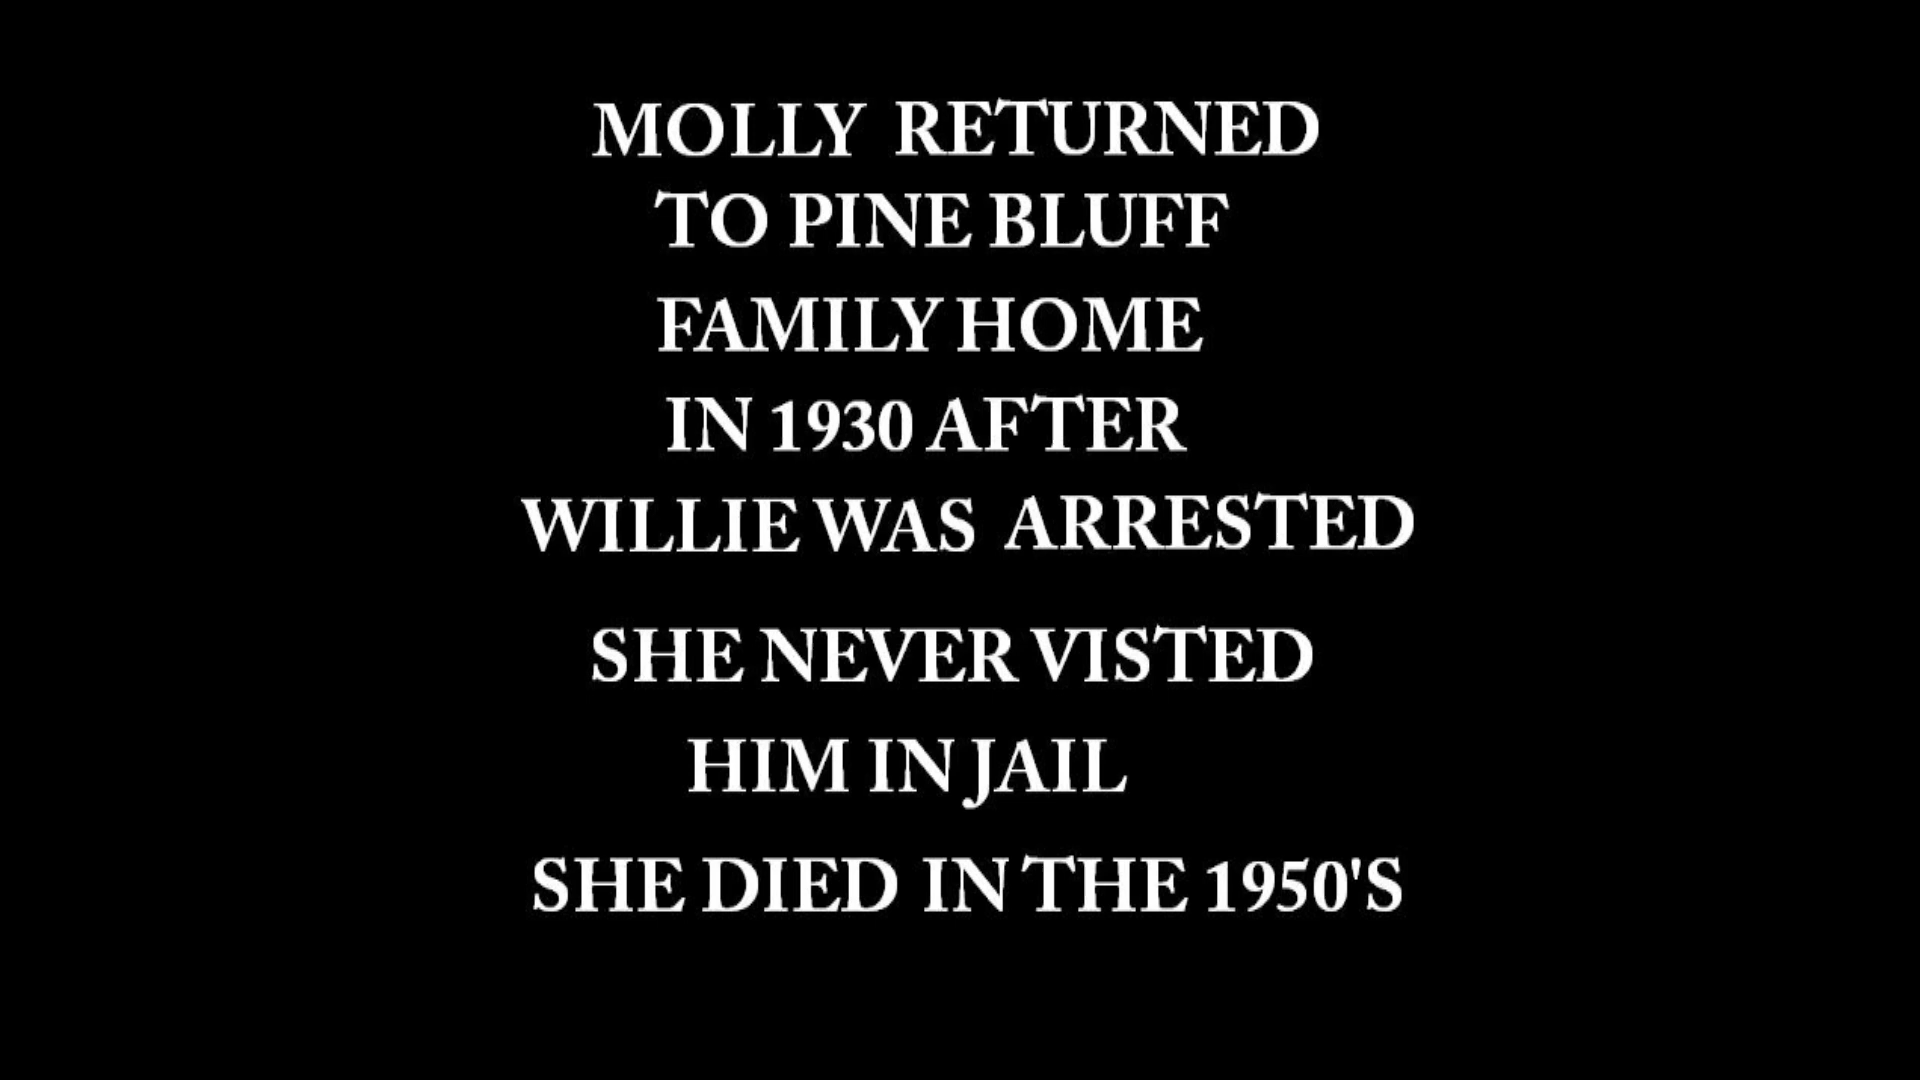 MOLLY RETURNED
TO PINE BLUFF
FAMILY HOME
IN 1930 AFTER
WILLIE WAS ARRESTED
SHE NEVER VISTED
HIM IN JAIL
SHE DIED IN THE 1950'S